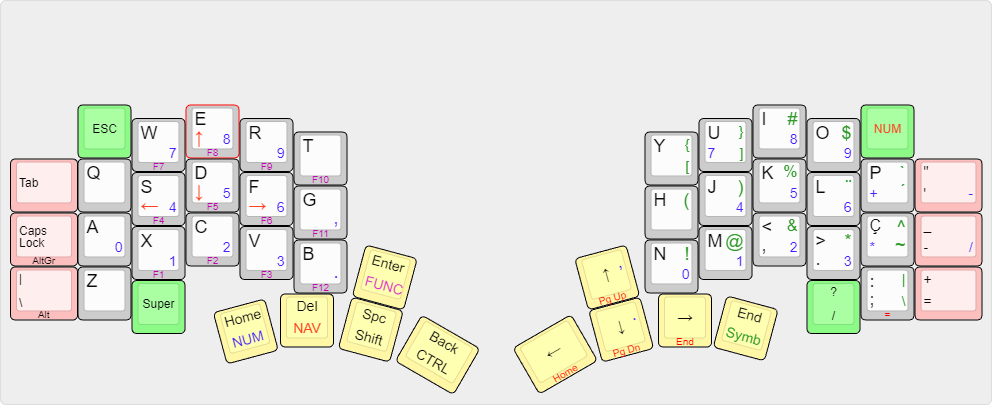 ESC
W
7
F7
E
↑ 8
F8
R
9
F9
T
F10
Tab
Q
S
← 4
F4
D
↓ 5
F5
F
→ 6
F6
G
,
F11
Caps
Lock
AltGr
A
0
X
1
F1
C
2
F2
V
3
F3
B
.
F12
|
\
Alt
Z
Super
Home
NUM
Del
NAV
Enter
FUNC
Spc
Shift
Back
CTRL
Y {
[
U }
7 ]
I #
8
O $
9
NUM
H (
J )
4
K %
5
L ¨
6
P `
+ ´
"
' -
N !
0
M @
1
< &
, 2
> *
. 3
Ç ^
* ~
_
- /
?
/
: |
; \
=
+
=
↑ ,
Pg Up
←
Home
↓ .
Pg Dn
→
End
End
Symb